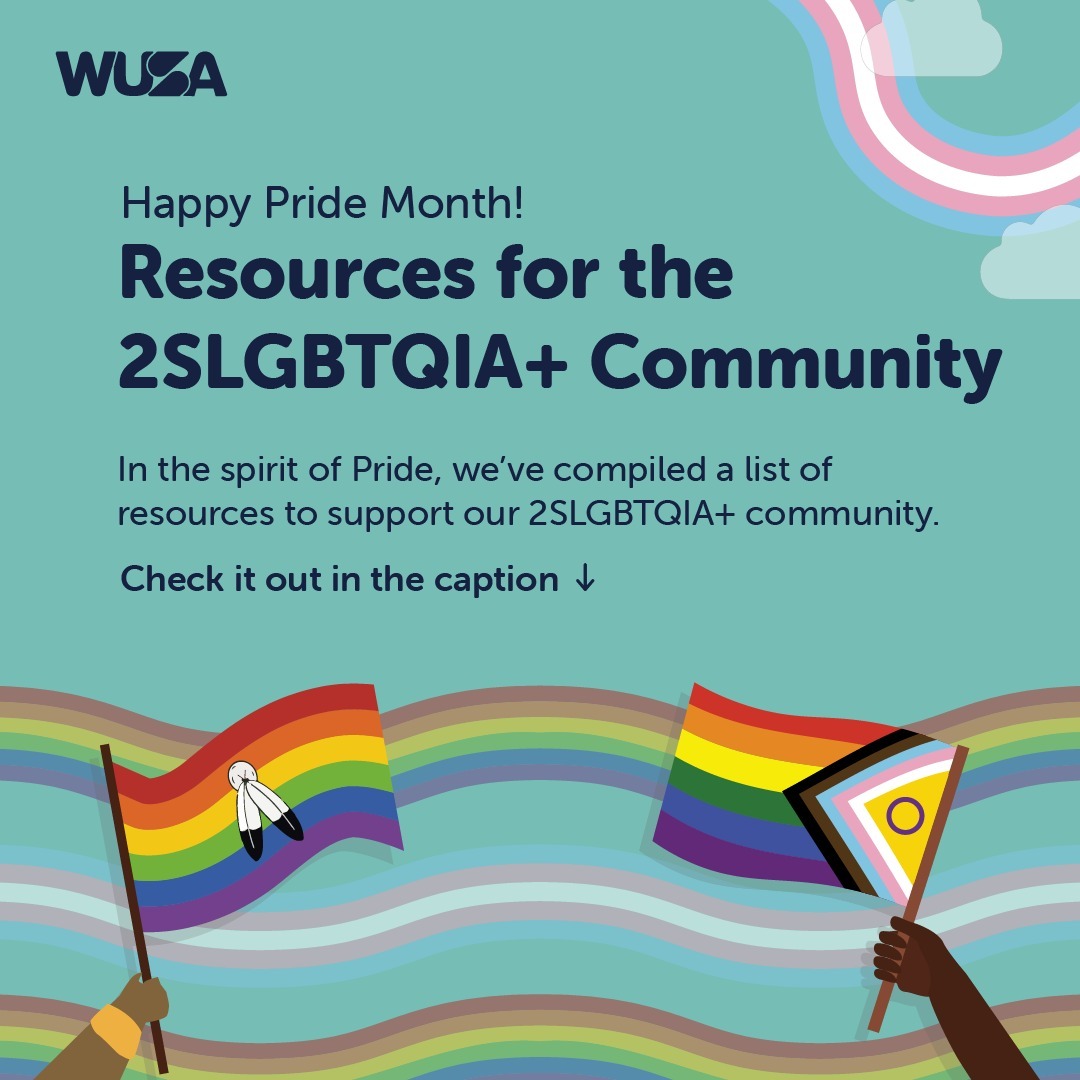 WUSA
Happy Pride Month!
Resources for the
2SLGBTQIA+ Community
In the spirit of Pride, we’ve compiled a list of
resources to support our 2SLGBTQIA+ community.
Check it out in the caption ↓